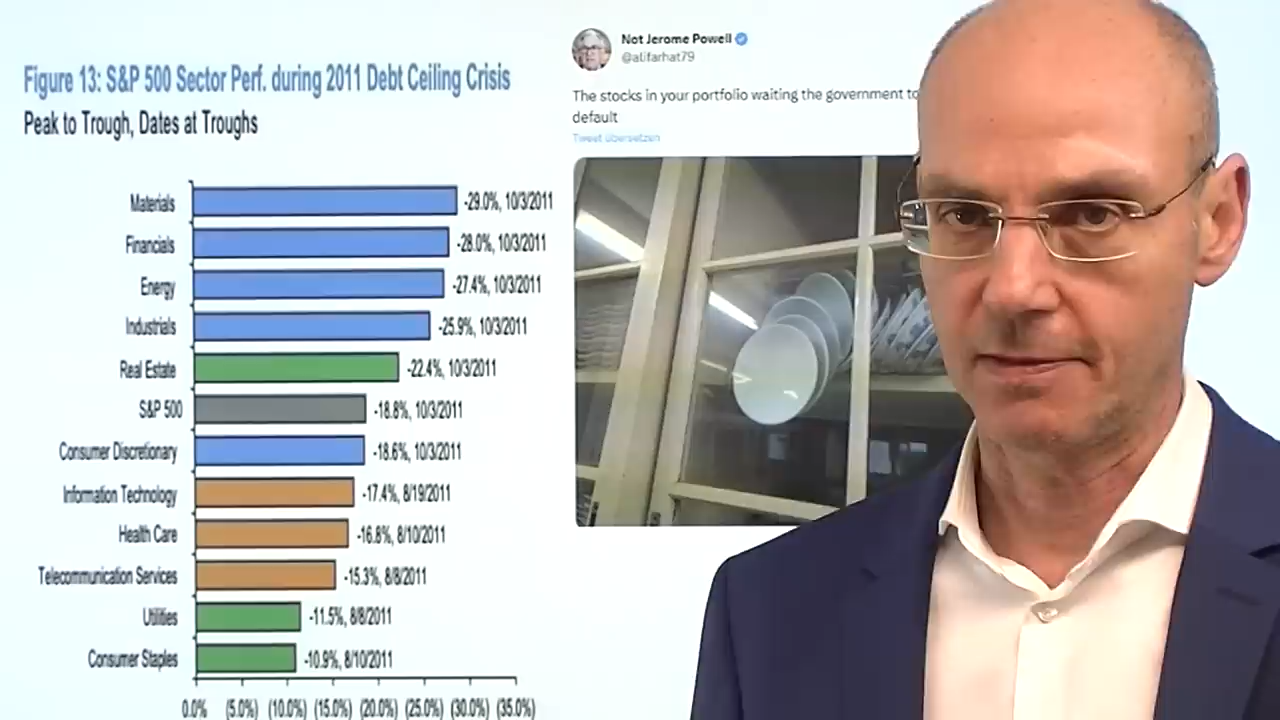 Figure 13: S&P 500 Sector Perf. during 2011 Debt Ceiling Crisis
Peak to Trough, Dates at Troughs
Materials -29.0%, 10/3/2011
Financials -28.0%, 10/3/2011
Energy -27.4%, 10/3/2011
Industrials -25.9%, 10/3/2011
Real Estate -22.4%, 10/3/2011
S&P 500 -18.8%, 10/3/2011
Consumer Discretionary -18.6%, 10/3/2011
Information Technology -17.4%, 8/19/2011
Health Care -16.8%, 8/10/2011
Telecommunication Services -15.3%, 8/8/2011
Utilities -11.5%, 8/8/2011
Consumer Staples -10.9%, 8/10/2011
0.0% (5.0%) (10.0%) (15.0%) (20.0%) (25.0%) (30.0%) (35.0%)
Not Jerome Powell
@alifarhat79
The stocks in your portfolio waiting the government to
default
Tweet übersetzen